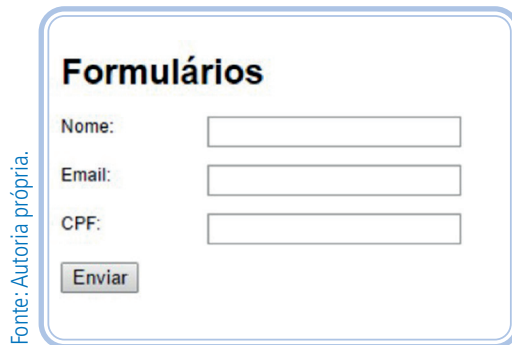 Formulários
Nome:
Email:
CPF:
Enviar
Fonte: Autoria própria.